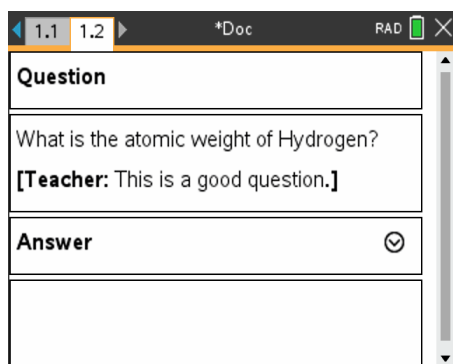 1.1 1.2 *Doc RAD
Question
What is the atomic weight of Hydrogen?
[Teacher: This is a good question.]
Answer